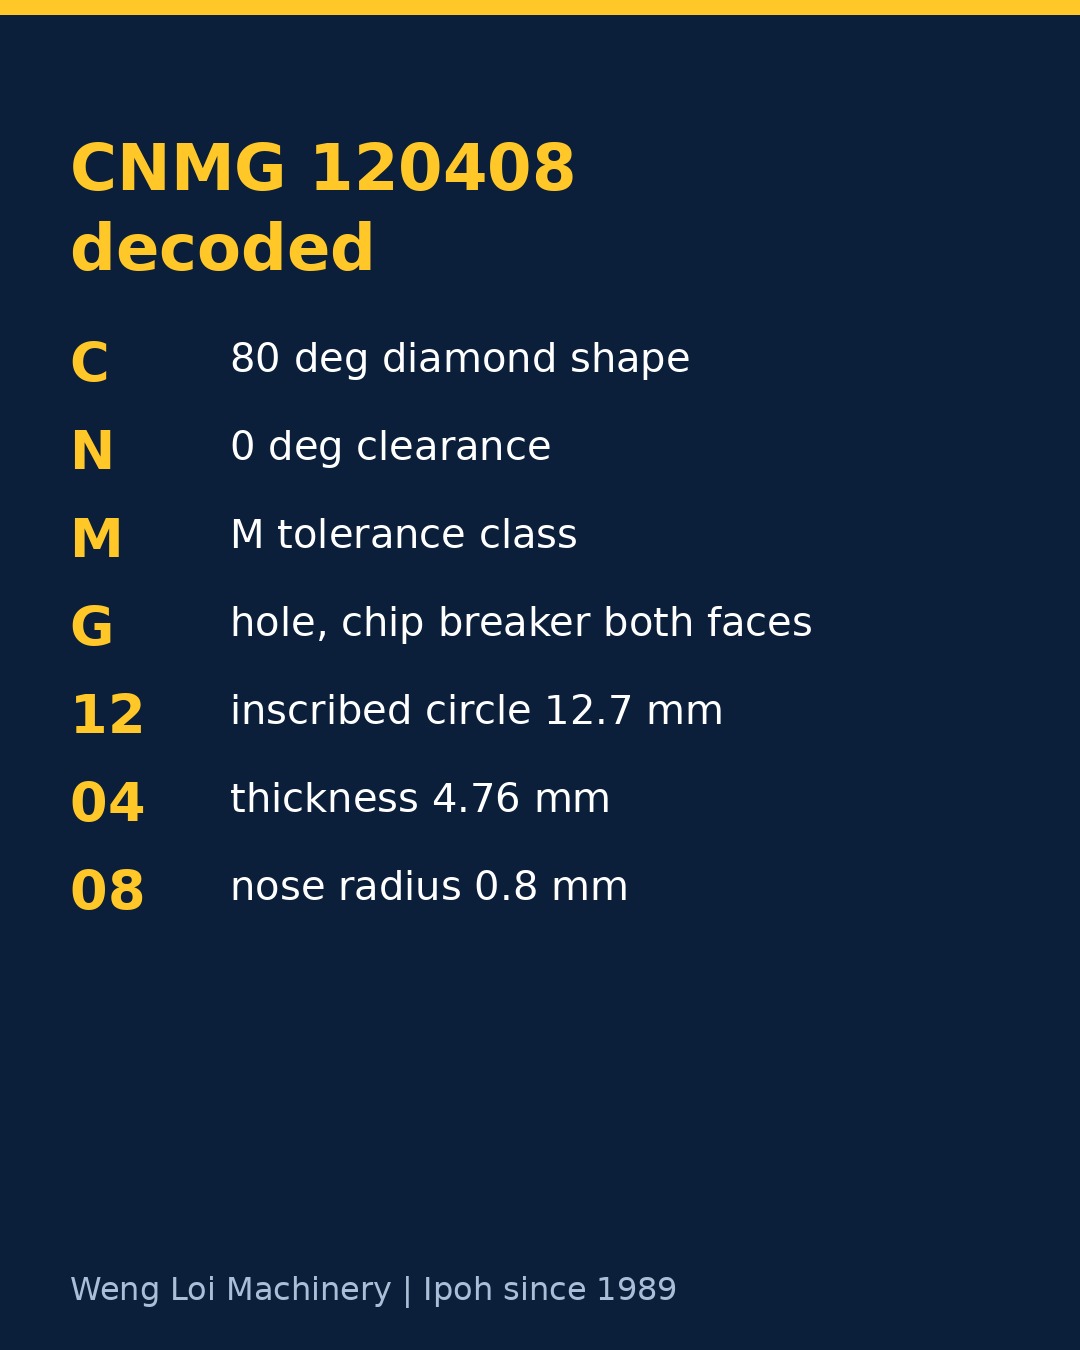 CNMG 120408
decoded
C 80 deg diamond shape
N 0 deg clearance
M M tolerance class
G hole, chip breaker both faces
12 inscribed circle 12.7 mm
04 thickness 4.76 mm
08 nose radius 0.8 mm
Weng Loi Machinery | Ipoh since 1989